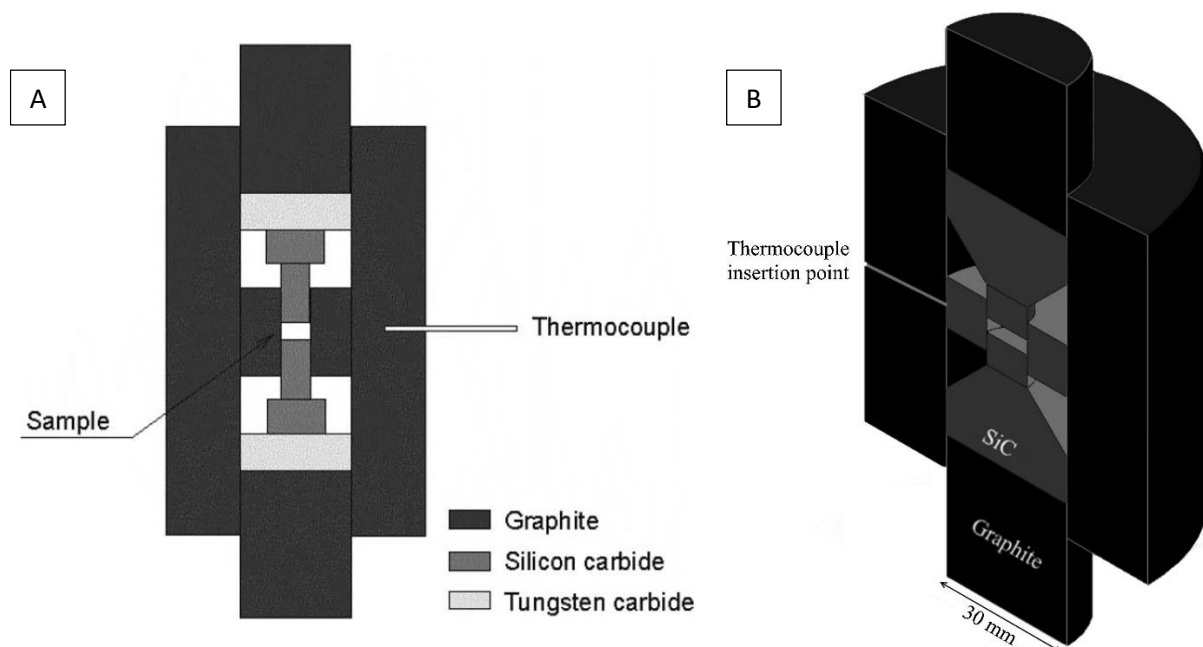 A
Thermocouple
Sample
Graphite
Silicon carbide
Tungsten carbide
B
Thermocouple
insertion point
SiC
Graphite
30 mm